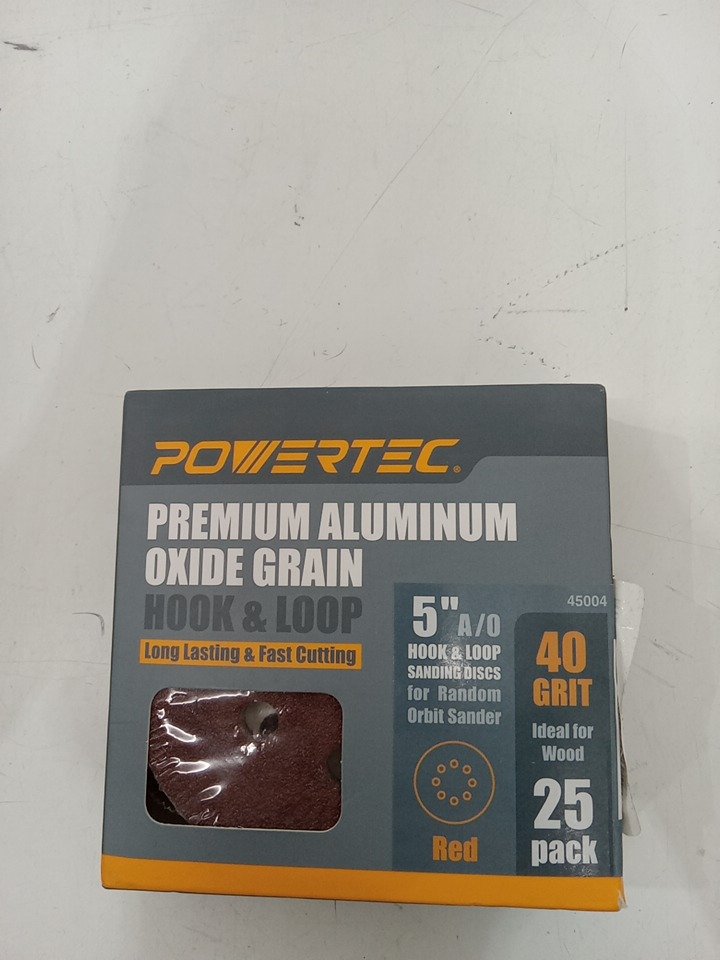 POWERTEC®
PREMIUM ALUMINUM
OXIDE GRAIN
HOOK & LOOP
Long Lasting & Fast Cutting
45004
5" A/O
HOOK & LOOP
SANDING DISCS
for Random
Orbit Sander
Red
40
GRIT
Ideal for
Wood
25
pack